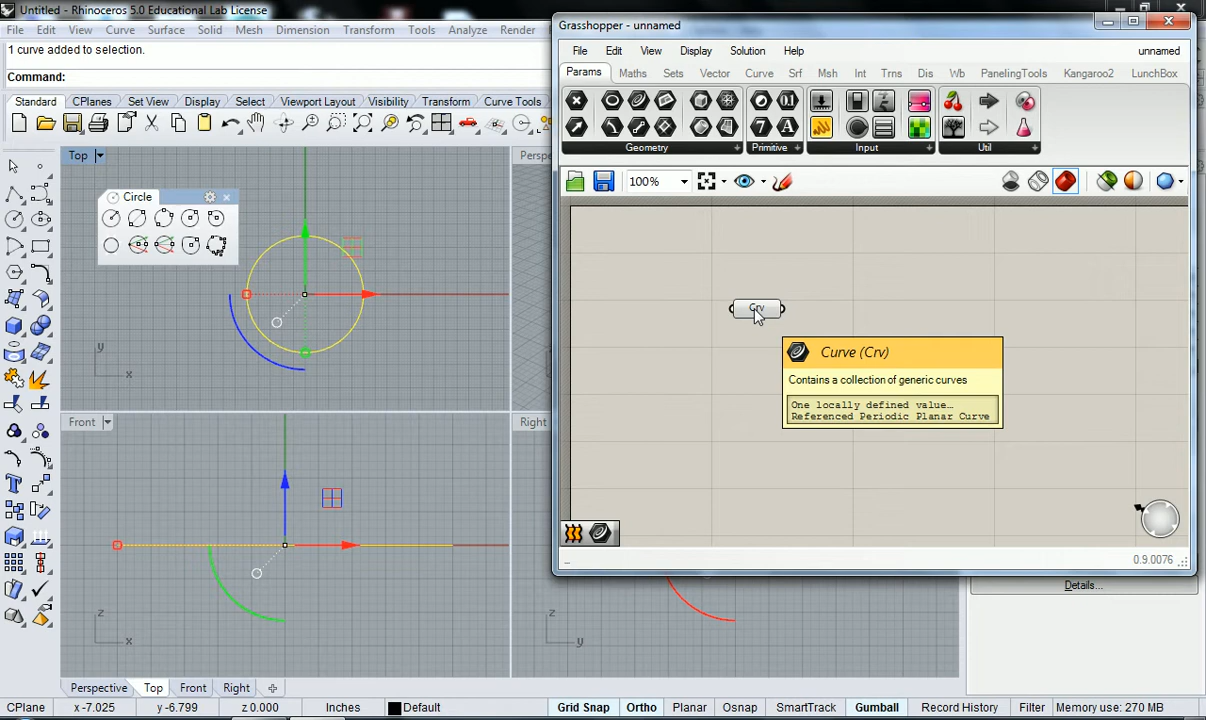 Untitled - Rhinoceros 5.0 Educational Lab License
File Edit View Curve Surface Solid Mesh Dimension Transform Tools Analyze Render
1 curve added to selection.
Command:
Standard CPlanes Set View Display Select Viewport Layout Visibility Transform Curve Tools
Top
Perspe
Circle
y
x
Front
Right
z
x
z
y
Perspective Top Front Right
CPlane x -7.025 y -6.799 z 0.000 Inches Default Grid Snap Ortho Planar Osnap SmartTrack Gumball Record History Filter Memory use: 270 MB
Grasshopper - unnamed
File Edit View Display Solution Help unnamed
Params Maths Sets Vector Curve Srf Msh Int Trns Dis Wb PanelingTools Kangaroo2 LunchBox
Geometry Primitive Input Util
100%
Crv
Curve (Crv)
Contains a collection of generic curves
One locally defined value…
Referenced Periodic Planar Curve
0.9.0076
Details...